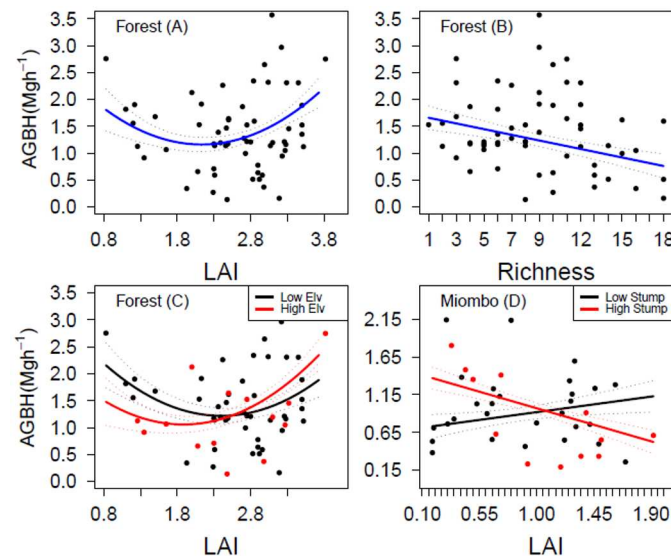 Forest (A)
AGBH(Mgh⁻¹)
3.5
3.0
2.5
2.0
1.5
1.0
0.5
0.0
0.8 1.8 2.8 3.8
LAI
Forest (B)
3.5
3.0
2.5
2.0
1.5
1.0
0.5
0.0
1 3 5 7 9 12 15 18
Richness
Forest (C)
Low Elv
High Elv
AGBH(Mgh⁻¹)
3.5
3.0
2.5
2.0
1.5
1.0
0.5
0.0
0.8 1.8 2.8 3.8
LAI
Miombo (D)
Low Stump
High Stump
2.15
1.65
1.15
0.65
0.15
0.10 0.55 1.00 1.45 1.90
LAI